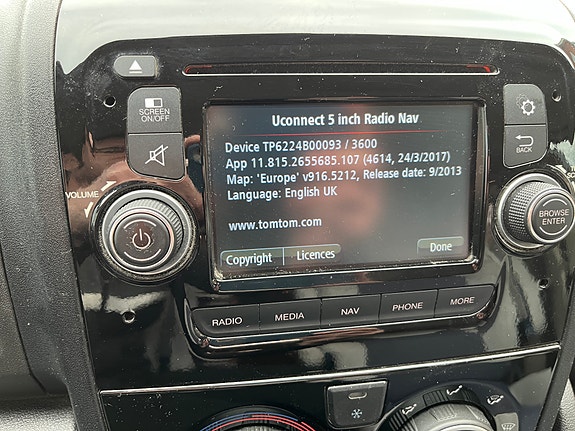 SCREEN
ON/OFF
BACK
Uconnect 5 inch Radio Nav
Device TP6224B00093 / 3600
App 11.815.2655685.107 (4614, 24/3/2017)
Map: 'Europe' v916.5212, Release date: 9/2013
Language: English UK
www.tomtom.com
Copyright
Licences
Done
VOLUME
BROWSE
ENTER
RADIO
MEDIA
NAV
PHONE
MORE